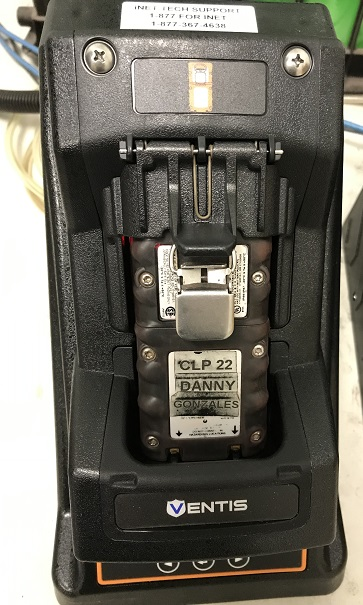 iNET TECH SUPPORT
1-877 FOR INET
1-877-367-4638
CLP 22
DANNY
GONZALES
VENTIS